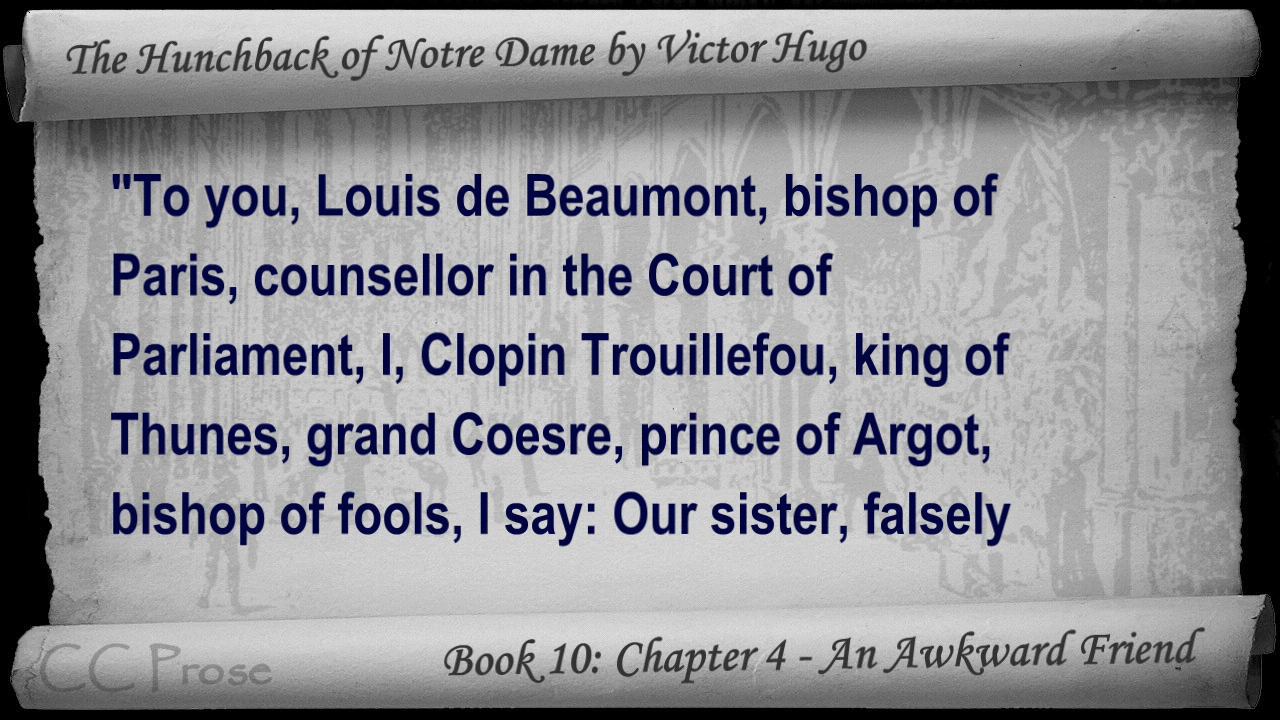 The Hunchback of Notre Dame by Victor Hugo
"To you, Louis de Beaumont, bishop of
Paris, counsellor in the Court of
Parliament, I, Clopin Trouillefou, king of
Thunes, grand Coesre, prince of Argot,
bishop of fools, I say: Our sister, falsely
CC Prose
Book 10: Chapter 4 - An Awkward Friend